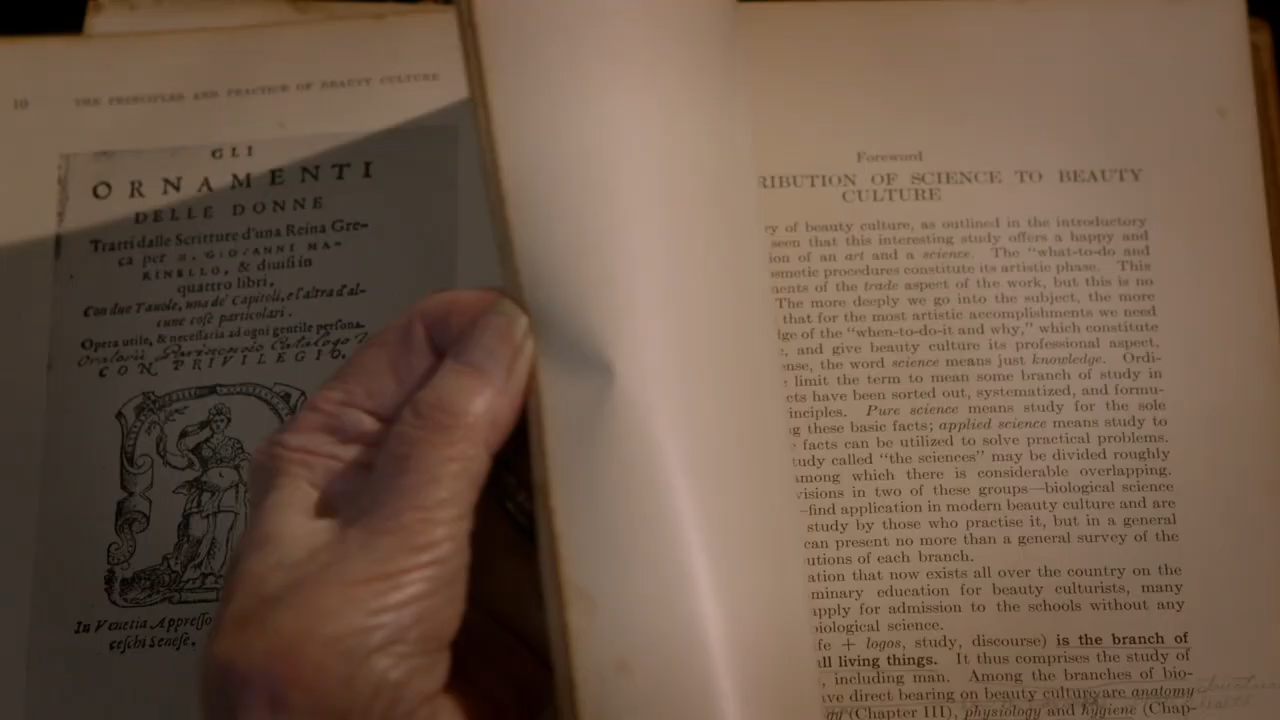 10 THE PRINCIPLES AND PRACTICE OF BEAUTY CULTURE
GLI
ORNAMENTI
DELLE DONNE
Tratti dalle Scritture d'una Reina Gre-
ca per M. GIOVANNI MA-
RINELLO, & diuisi in
quattro libri,
Con due Tauole, una de' Capitoli, e l'altra d'al-
cune cose particolari.
Opera utile, & necessaria ad ogni gentile persona.
CON PRIVILEGIO.
In Venetia Appresso
ceschi Senese.
Foreword
RIBUTION OF SCIENCE TO BEAUTY
CULTURE
ry of beauty culture, as outlined in the introductory
seen that this interesting study offers a happy and
ion of an art and a science. The "what-to-do and
smetic procedures constitute its artistic phase. This
nents of the trade aspect of the work, but this is no
The more deeply we go into the subject, the more
that for the most artistic accomplishments we need
lge of the "when-to-do-it and why," which constitute
e, and give beauty culture its professional aspect.
nse, the word science means just knowledge. Ordi-
limit the term to mean some branch of study in
cts have been sorted out, systematized, and formu-
inciples. Pure science means study for the sole
g these basic facts; applied science means study to
facts can be utilized to solve practical problems.
tudy called "the sciences" may be divided roughly
among which there is considerable overlapping.
visions in two of these groups—biological science
–find application in modern beauty culture and are
study by those who practise it, but in a general
can present no more than a general survey of the
utions of each branch.
ation that now exists all over the country on the
minary education for beauty culturists, many
apply for admission to the schools without any
biological science.
fe + logos, study, discourse) is the branch of
all living things. It thus comprises the study of
, including man. Among the branches of bio-
ve direct bearing on beauty culture are anatomy
gy (Chapter III), physiology and hygiene (Chap-